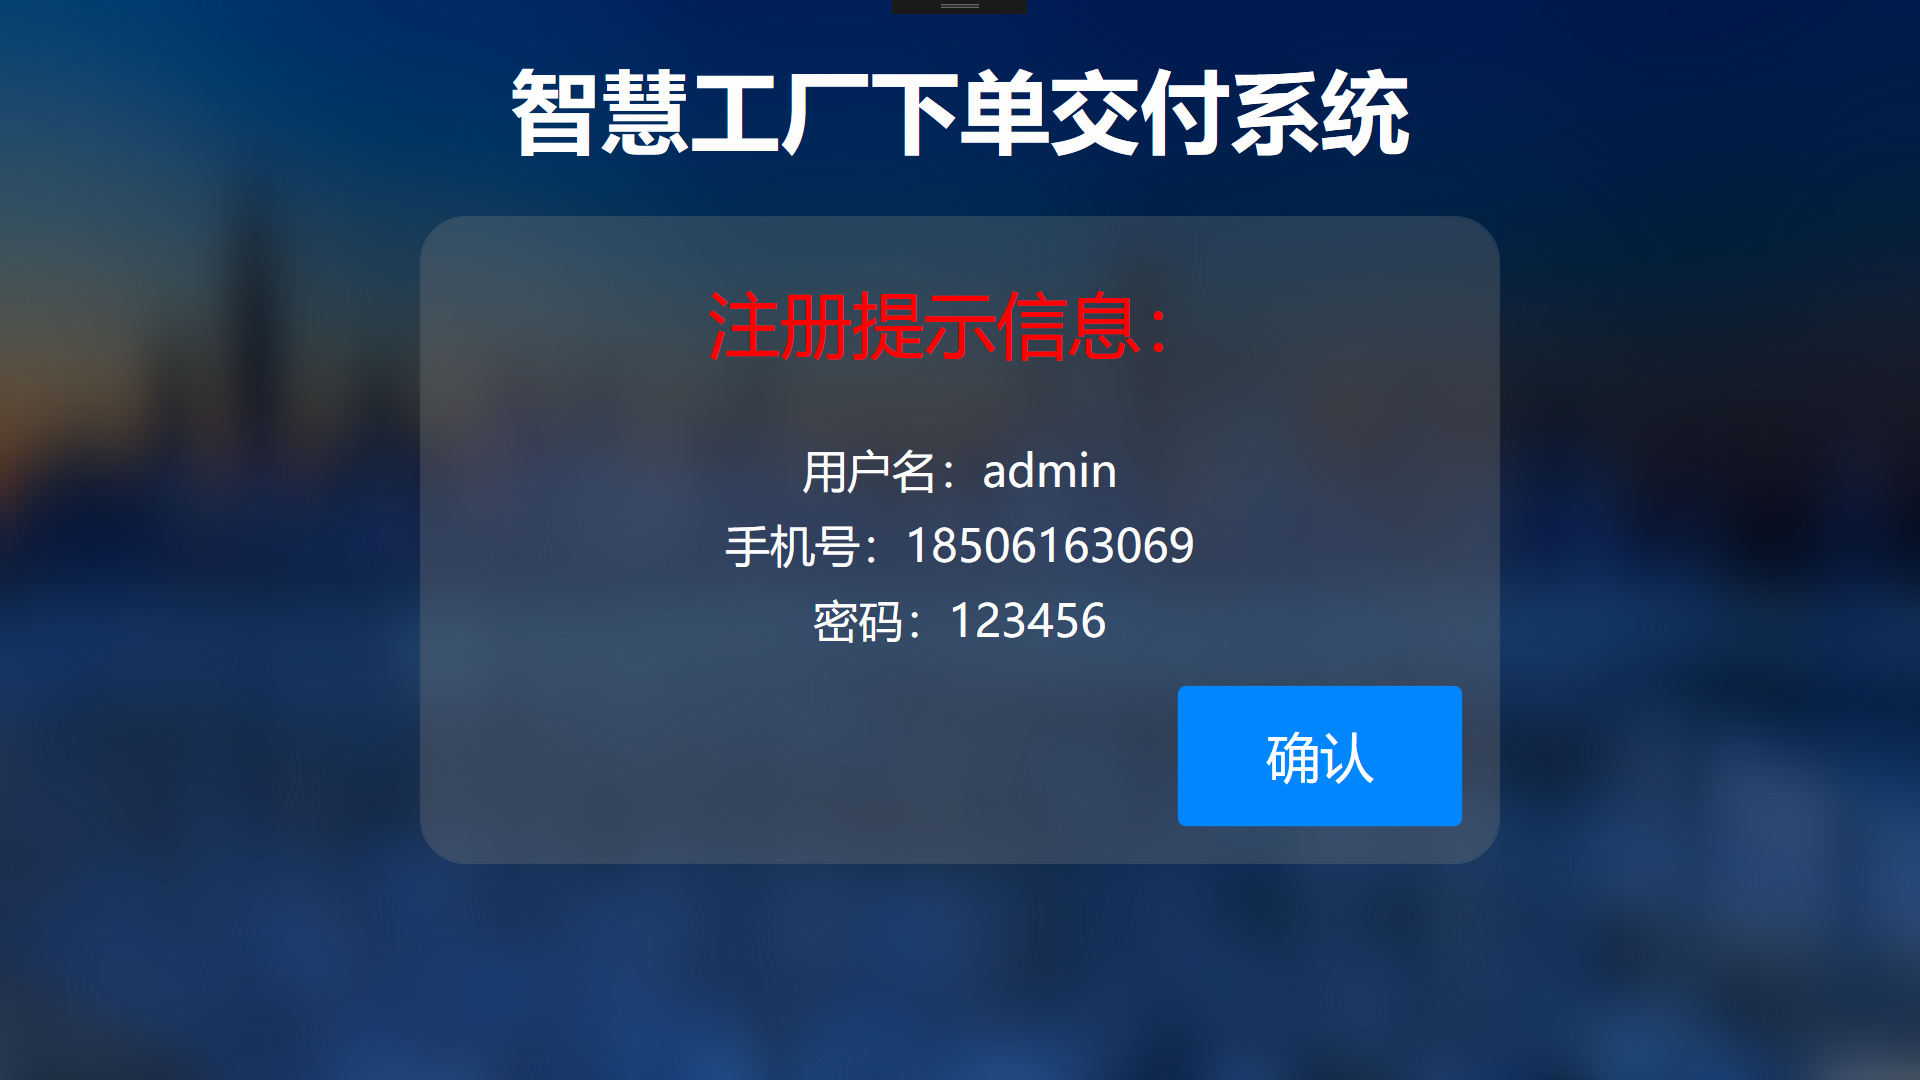 智慧工厂下单交付系统
注册提示信息：
用户名：admin
手机号：18506163069
密码：123456
确认